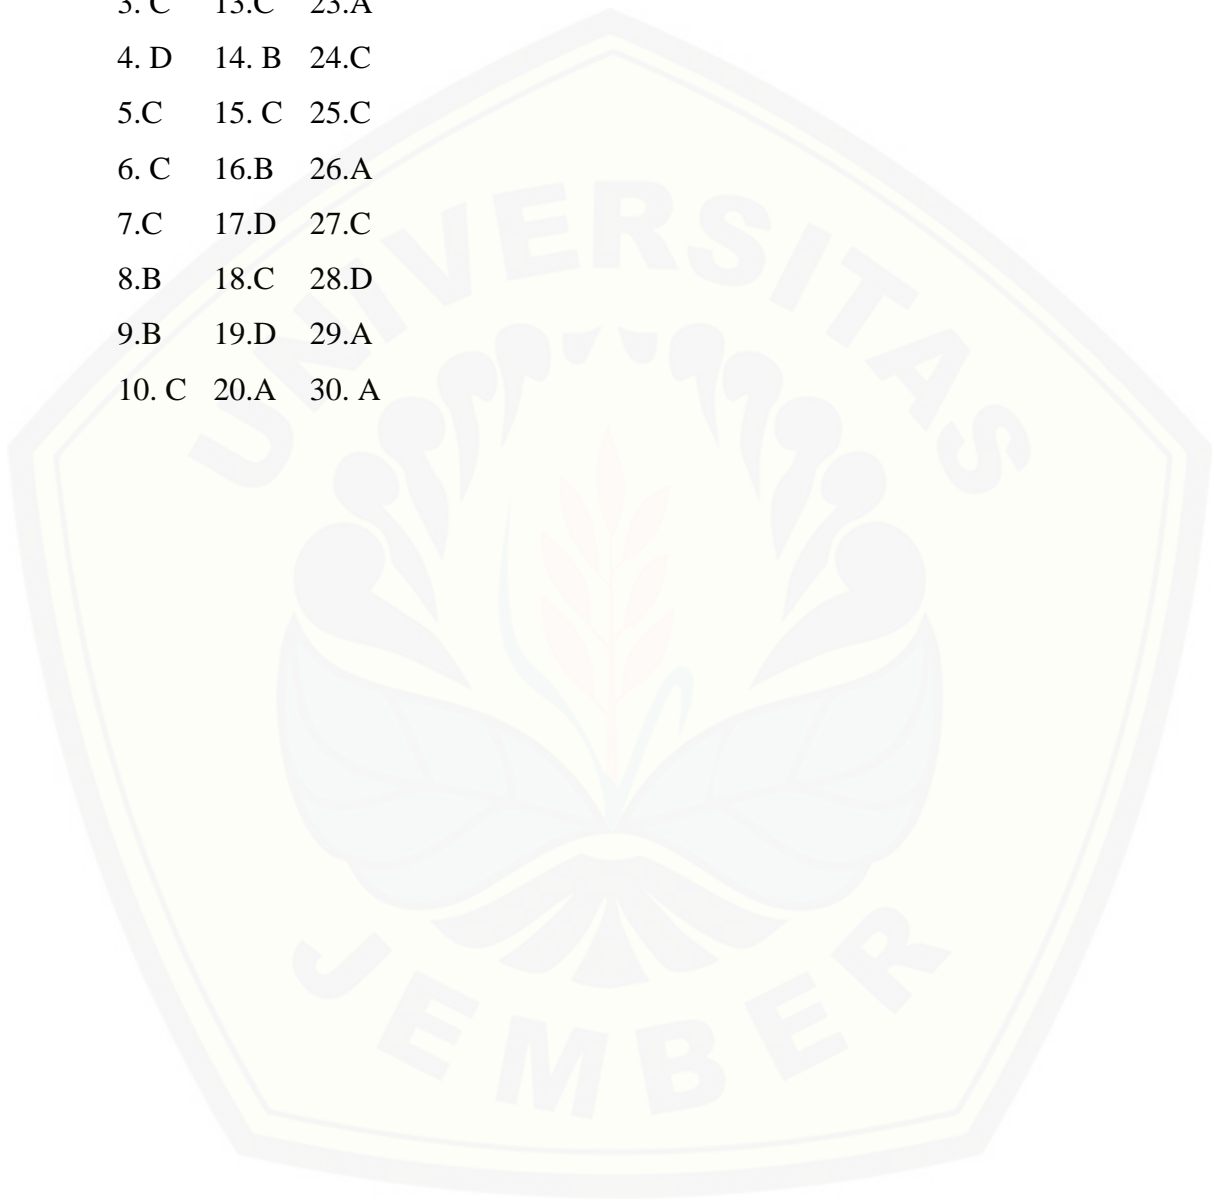 3. C 13.C 23.A
4. D 14. B 24.C
5.C 15. C 25.C
6. C 16.B 26.A
7.C 17.D 27.C
8.B 18.C 28.D
9.B 19.D 29.A
10. C 20.A 30. A
UNIVERSITAS
JEMBER